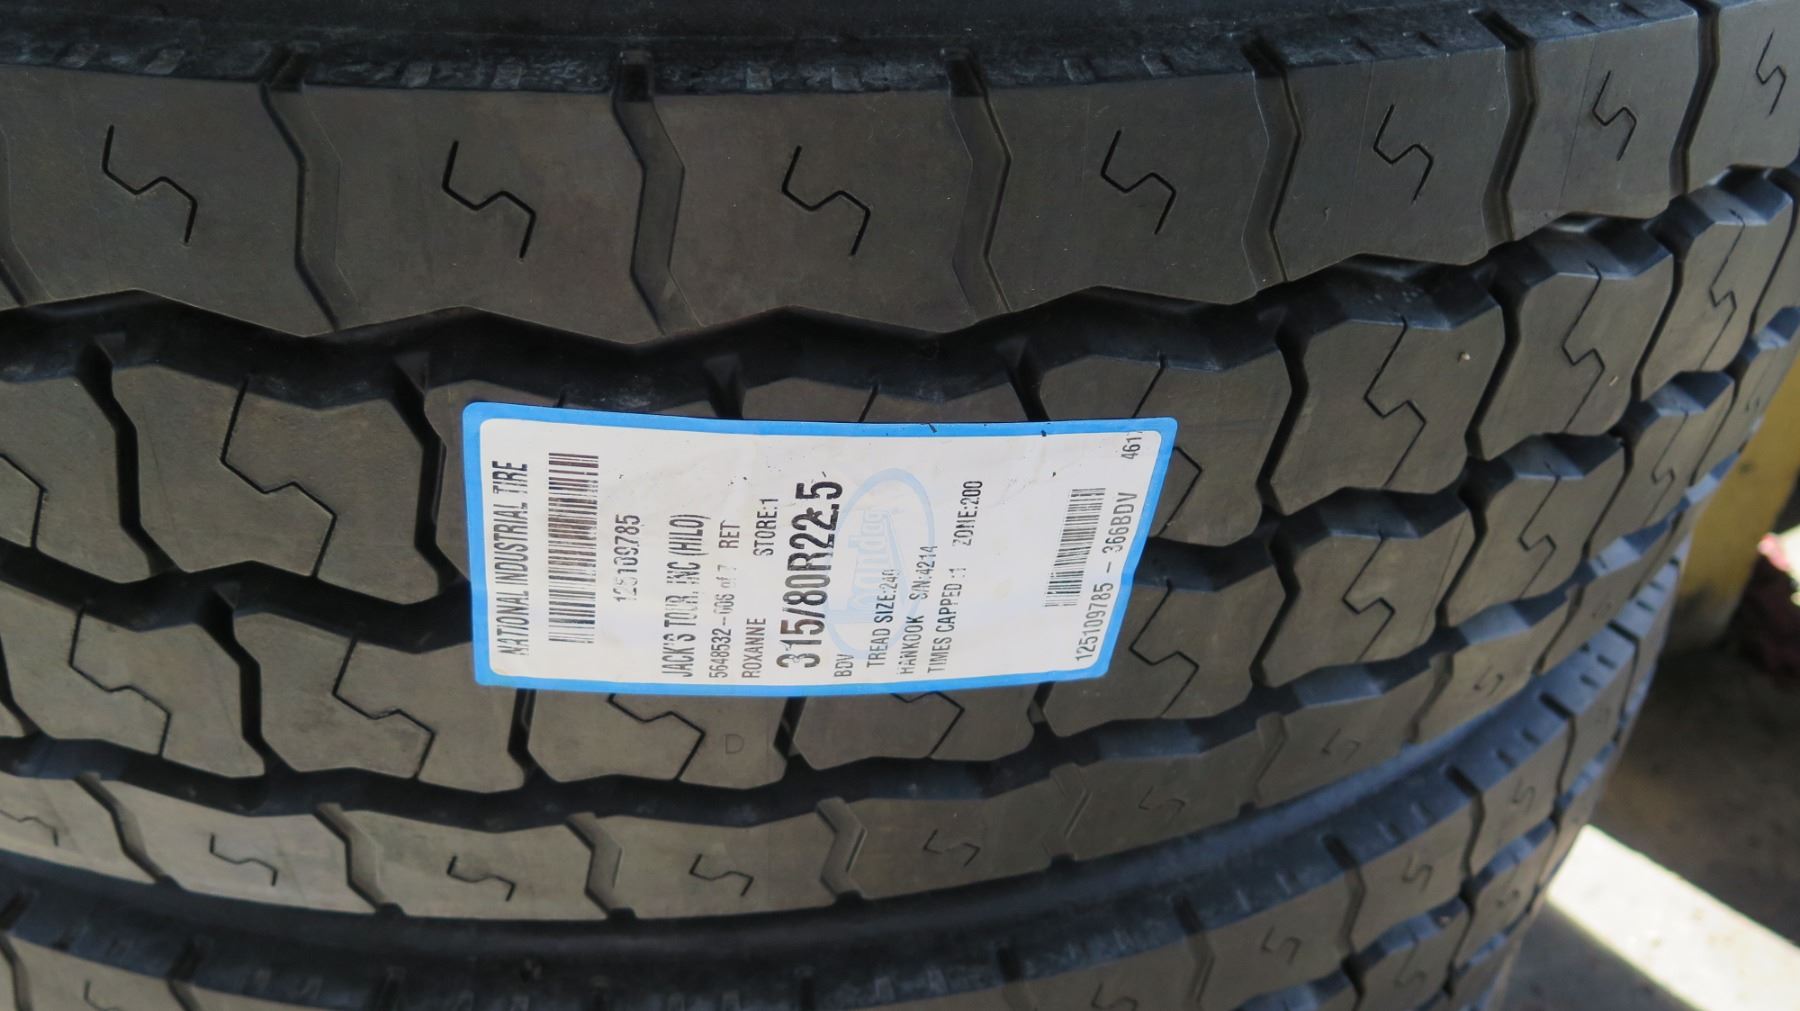 NATIONAL INDUSTRIAL TIRE
125109785
JACK'S TOUR, INC (HILO)
5648532-006 of 7 RET
ROXANNE STORE:1
315/80R22.5
BDV
TREAD SIZE:240
HANKOOK S/N:4214
TIMES CAPPED:1 ZONE:200
125109785 - 366BDV
4617
D